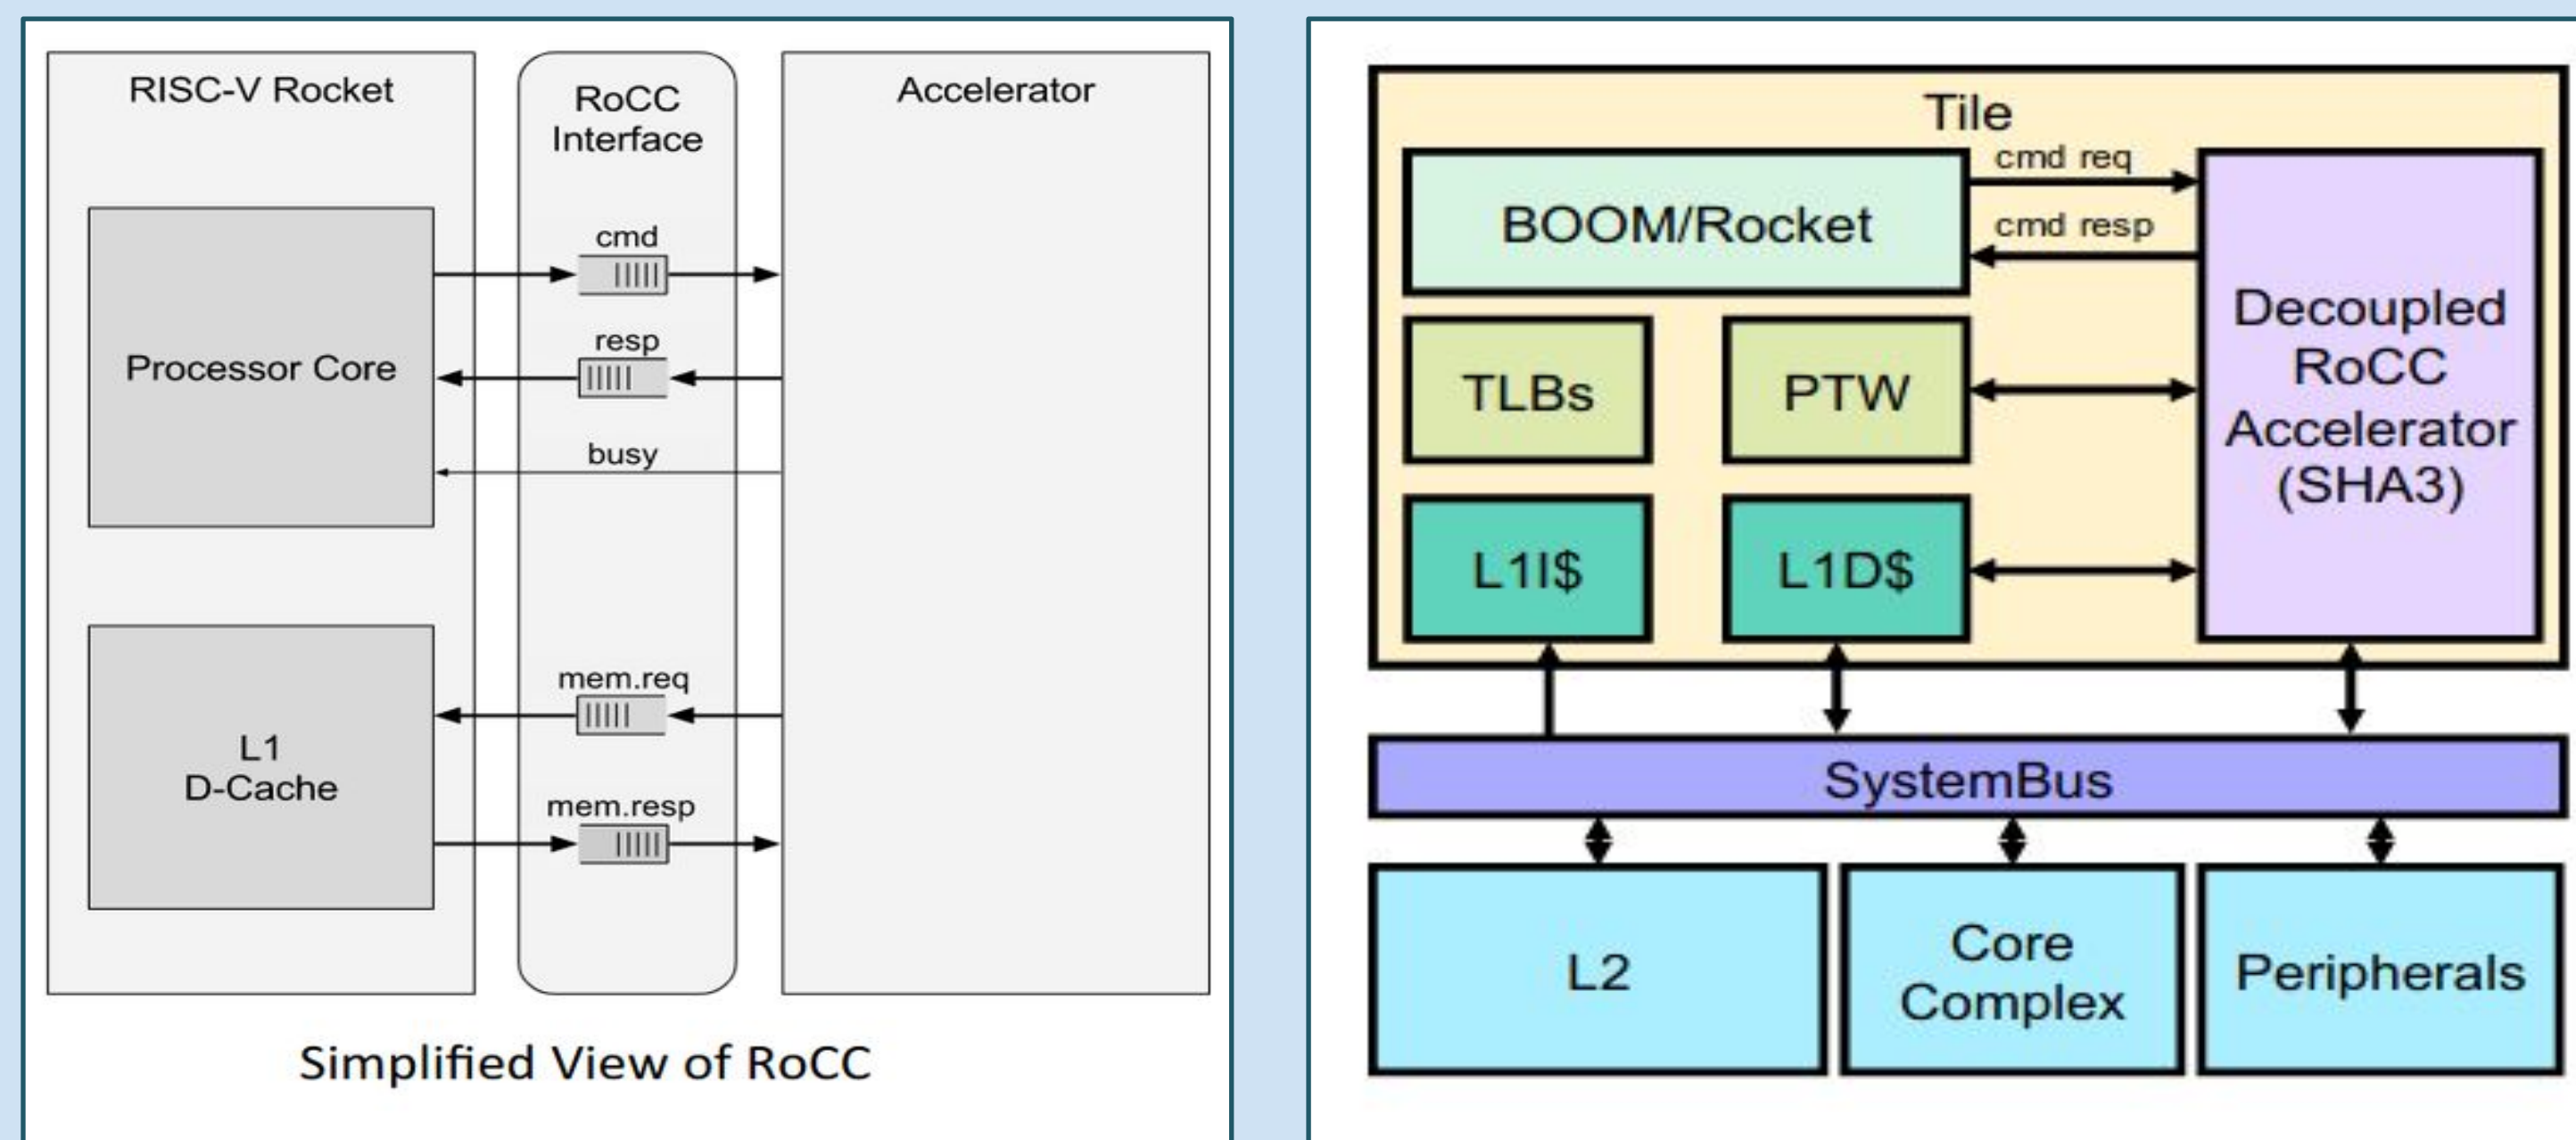 RISC-V Rocket
RoCC
Interface
Accelerator
cmd
resp
Processor Core
busy
mem.req
L1
D-Cache
mem.resp
Simplified View of RoCC
Tile
cmd req
BOOM/Rocket
cmd resp
Decoupled
RoCC
Accelerator
(SHA3)
TLBs
PTW
L1I$
L1D$
SystemBus
L2
Core
Complex
Peripherals